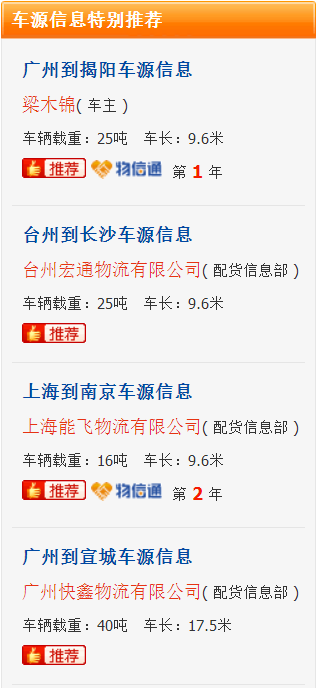 车源信息特别推荐
广州到揭阳车源信息
梁木锦( 车主 )
车辆载重：25吨 车长：9.6米
推荐 物信通 第 1 年
台州到长沙车源信息
台州宏通物流有限公司( 配货信息部 )
车辆载重：25吨 车长：9.6米
推荐
上海到南京车源信息
上海能飞物流有限公司( 配货信息部 )
车辆载重：16吨 车长：9.6米
推荐 物信通 第 2 年
广州到宣城车源信息
广州快鑫物流有限公司( 配货信息部 )
车辆载重：40吨 车长：17.5米
推荐